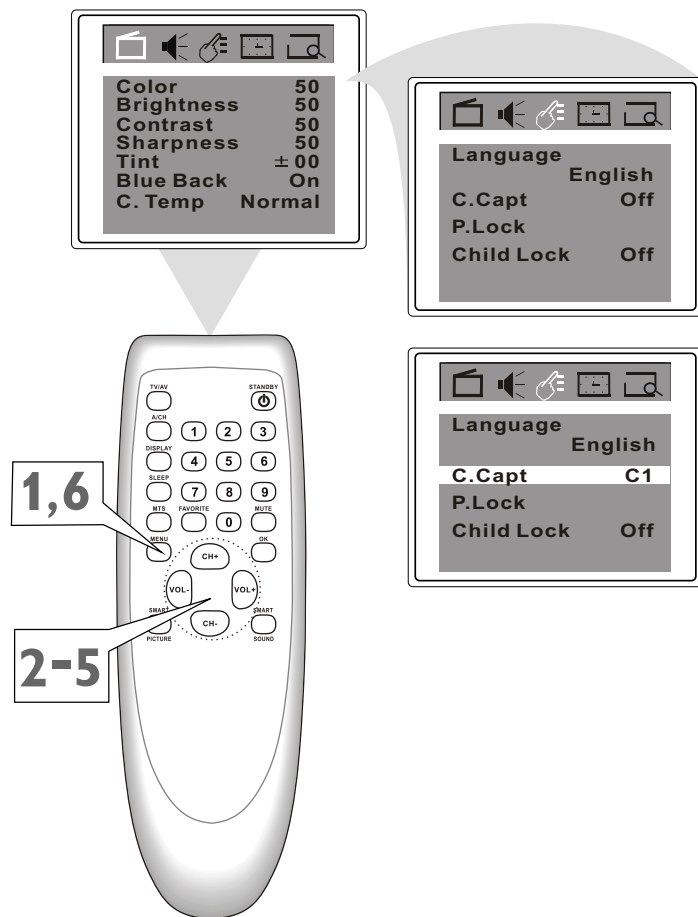 Color 50
Brightness 50
Contrast 50
Sharpness 50
Tint ±00
Blue Back On
C. Temp Normal
Language
English
C.Capt Off
P.Lock
Child Lock Off
Language
English
C.Capt C1
P.Lock
Child Lock Off
TV/AV STANDBY
A/CH
1 2 3
DISPLAY
4 5 6
SLEEP
7 8 9
MTS FAVORITE MUTE
0
MENU OK
CH+
VOL- VOL+
SMART SMART
CH-
PICTURE SOUND
1,6
2-5